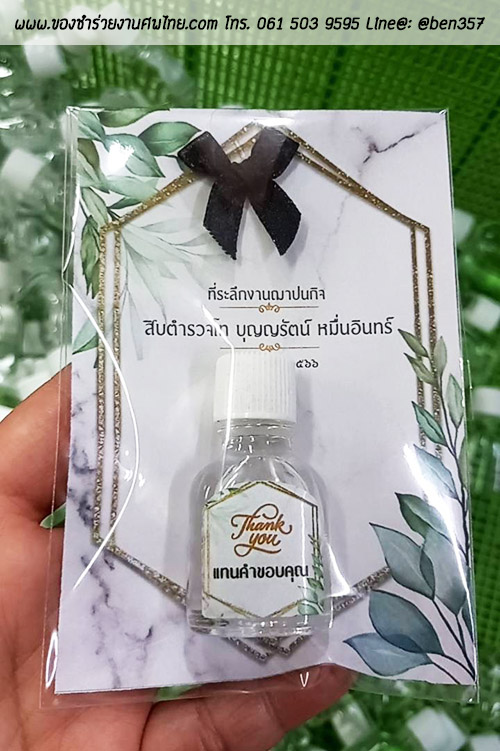 www.ของชำร่วยงานศพไทย.com โทร. 061 503 9595 Line@: @ben357
ที่ระลึกงานฌาปนกิจ
สิบตำรวจโท บุญญรัตน์ หมื่นอินทร์
๕๖๖
Thank
you
แทนคำขอบคุณ